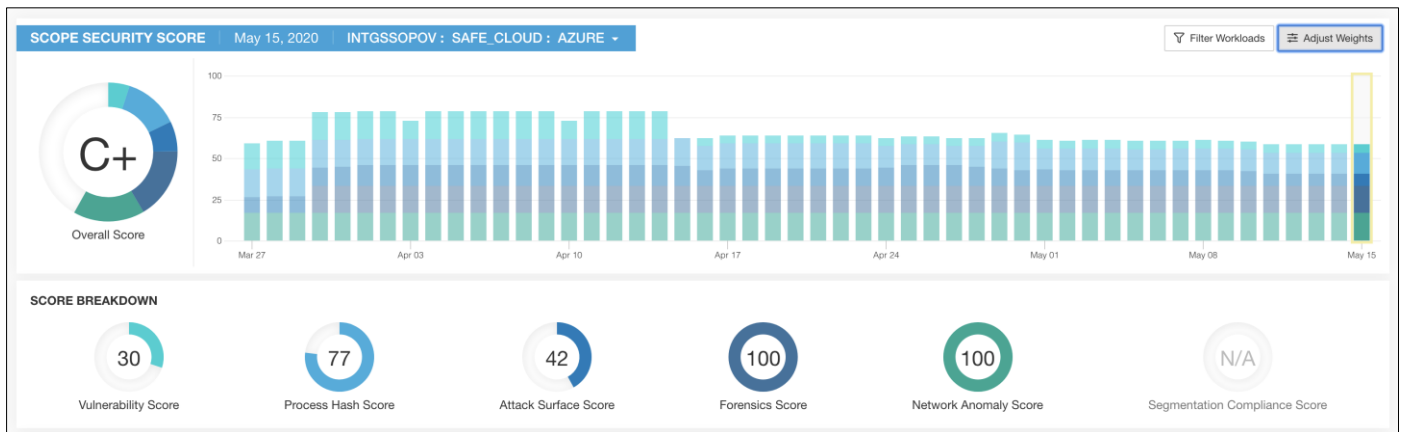 SCOPE SECURITY SCORE May 15, 2020 INTGSSOPOV : SAFE_CLOUD : AZURE
Filter Workloads Adjust Weights
C+
Overall Score
100
75
50
25
0
Mar 27 Apr 03 Apr 10 Apr 17 Apr 24 May 01 May 08 May 15
SCORE BREAKDOWN
30 77 42 100 100 N/A
Vulnerability Score Process Hash Score Attack Surface Score Forensics Score Network Anomaly Score Segmentation Compliance Score